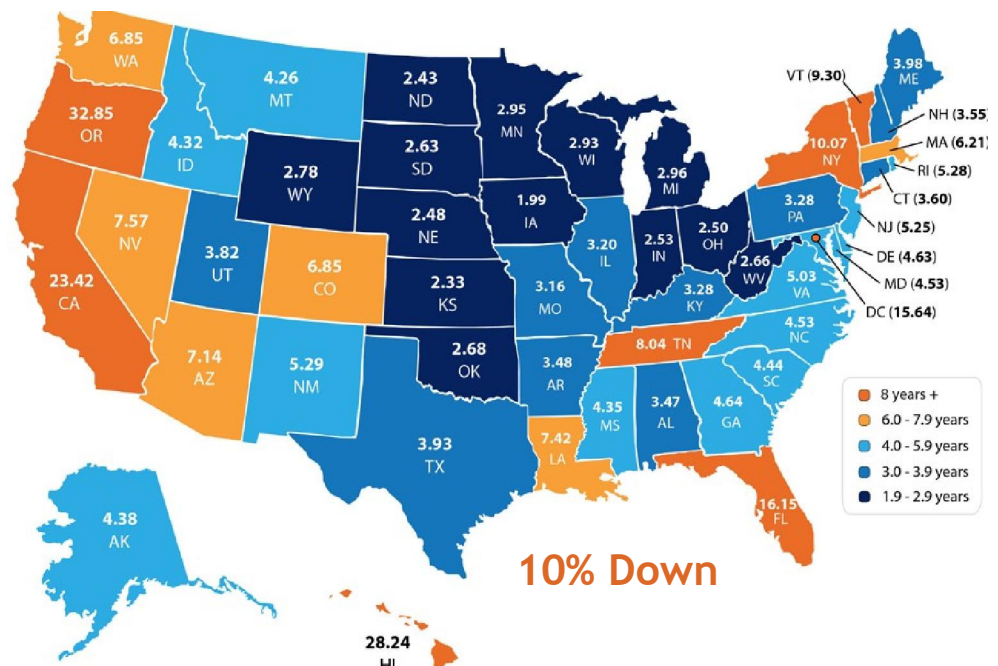 6.85
WA
32.85
OR
23.42
CA
7.57
NV
4.32
ID
4.26
MT
2.78
WY
3.82
UT
6.85
CO
7.14
AZ
5.29
NM
2.43
ND
2.63
SD
2.48
NE
2.33
KS
2.68
OK
3.93
TX
2.95
MN
1.99
IA
3.16
MO
3.48
AR
7.42
LA
2.93
WI
3.20
IL
2.96
MI
2.53
IN
2.50
OH
3.28
KY
8.04 TN
4.35
MS
3.47
AL
4.64
GA
16.15
FL
4.44
SC
4.53
NC
5.03
VA
2.66
WV
3.28
PA
10.07
NY
3.98
ME
VT (9.30)
NH (3.55)
MA (6.21)
RI (5.28)
CT (3.60)
NJ (5.25)
DE (4.63)
MD (4.53)
DC (15.64)
8 years +
6.0 - 7.9 years
4.0 - 5.9 years
3.0 - 3.9 years
1.9 - 2.9 years
4.38
AK
28.24
HI
10% Down